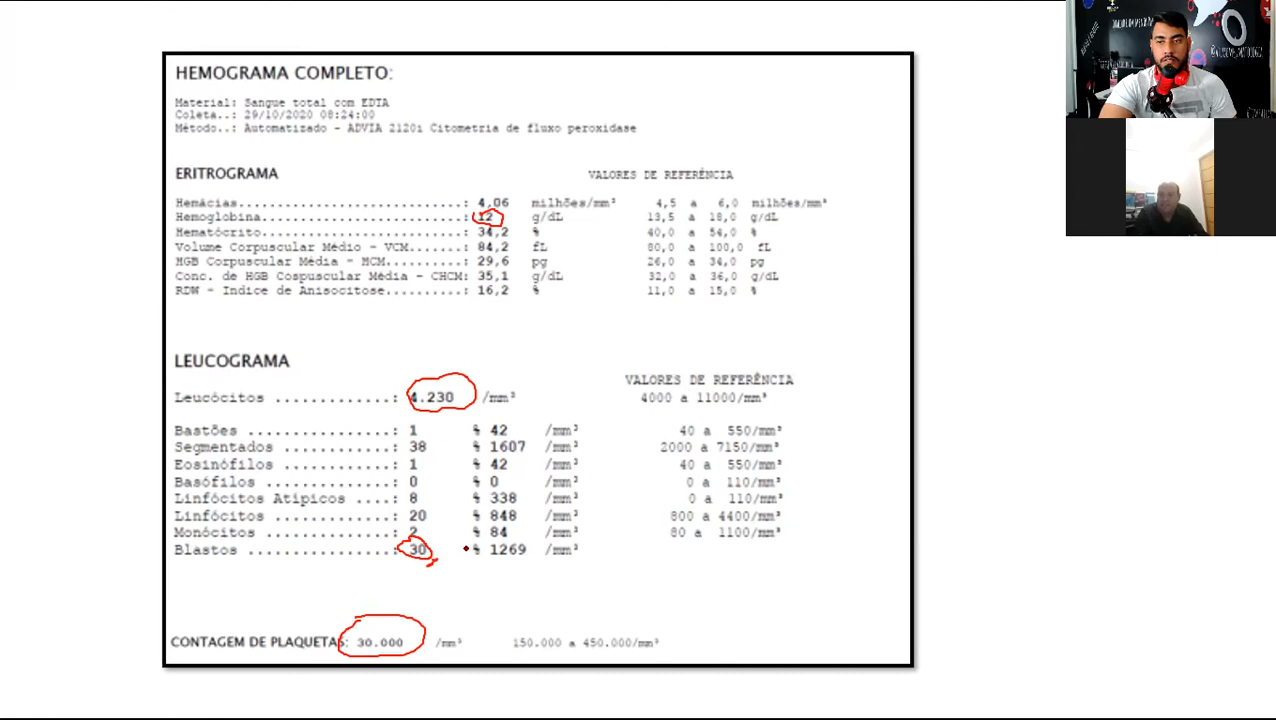 HEMOGRAMA COMPLETO:
Material: Sangue total com EDTA
Coleta..: 29/10/2020 08:24:00
Método..: Automatizado - ADVIA 2120i Citometria de fluxo peroxidase
ERITROGRAMA VALORES DE REFERÊNCIA
Hemácias............................: 4,06 milhões/mm³ 4,5 a 6,0 milhões/mm³
Hemoglobina.........................: 12 g/dL 13,5 a 18,0 g/dL
Hematócrito.........................: 34,2 % 40,0 a 54,0 %
Volume Corpuscular Médio - VCM.......: 84,2 fL 80,0 a 100,0 fL
HGB Corpuscular Média - MCM..........: 29,6 pg 26,0 a 34,0 pg
Conc. de HGB Cospuscular Média - CHCM: 35,1 g/dL 32,0 a 36,0 g/dL
RDW - Indice de Anisocitose..........: 16,2 % 11,0 a 15,0 %
LEUCOGRAMA
VALORES DE REFERÊNCIA
Leucócitos .............: 4.230 /mm³ 4000 a 11000/mm³
Bastões ................: 1 % 42 /mm³ 40 a 550/mm³
Segmentados ............: 38 % 1607 /mm³ 2000 a 7150/mm³
Eosinófilos ............: 1 % 42 /mm³ 40 a 550/mm³
Basófilos ..............: 0 % 0 /mm³ 0 a 110/mm³
Linfócitos Atípicos ....: 8 % 338 /mm³ 0 a 110/mm³
Linfócitos .............: 20 % 848 /mm³ 800 a 4400/mm³
Monócitos ..............: 2 % 84 /mm³ 80 a 1100/mm³
Blastos ................: 30 % 1269 /mm³
CONTAGEM DE PLAQUETAS: 30.000 /mm³ 150.000 a 450.000/mm³